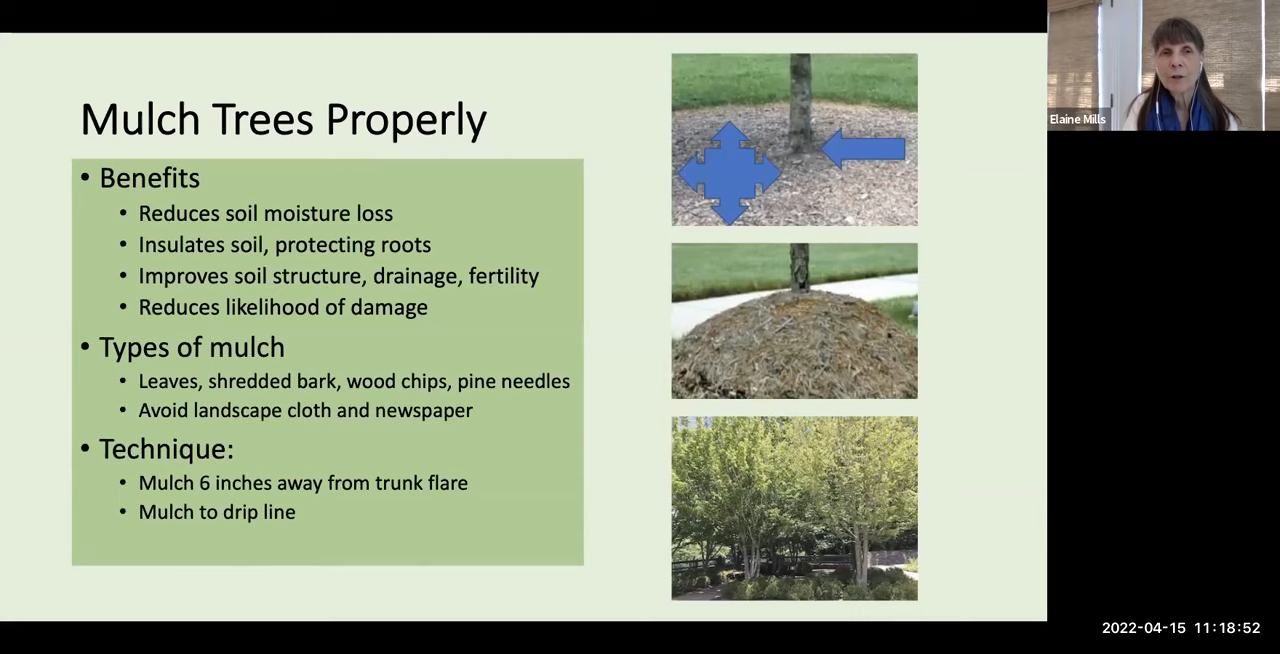 Mulch Trees Properly
• Benefits
• Reduces soil moisture loss
• Insulates soil, protecting roots
• Improves soil structure, drainage, fertility
• Reduces likelihood of damage
• Types of mulch
• Leaves, shredded bark, wood chips, pine needles
• Avoid landscape cloth and newspaper
• Technique:
• Mulch 6 inches away from trunk flare
• Mulch to drip line
Elaine Mills
2022-04-15 11:18:52